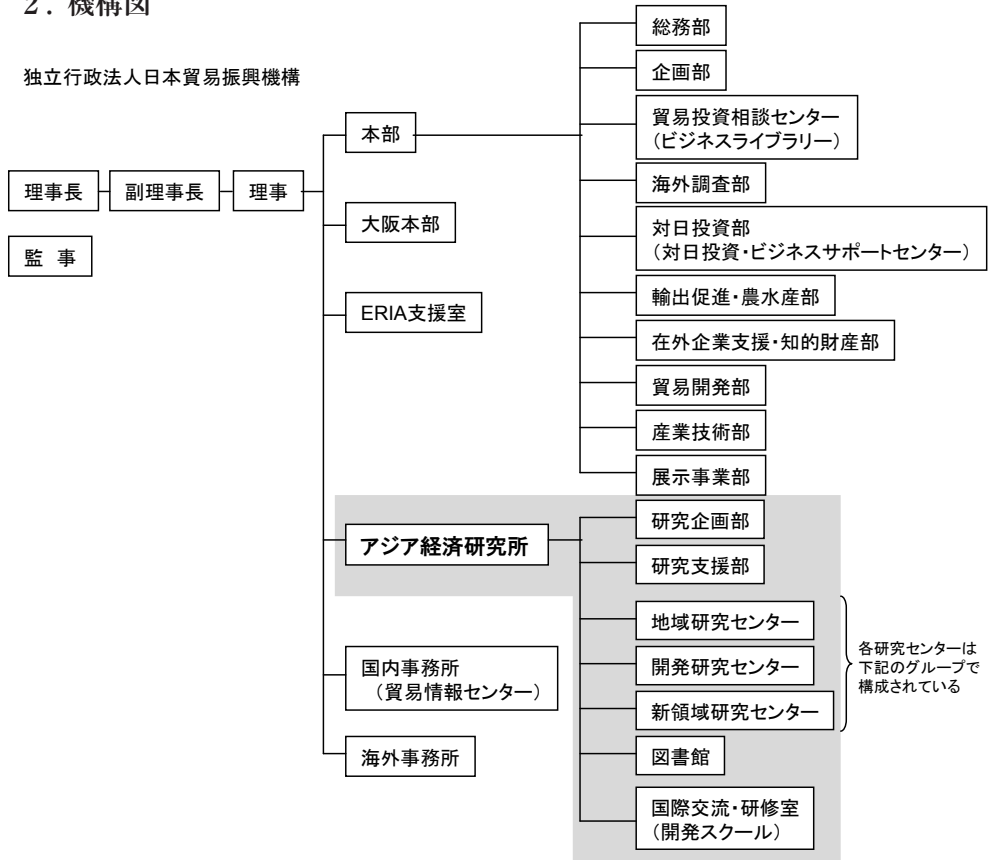 2. 機構図
独立行政法人日本貿易振興機構
理事長
副理事長
理事
監 事
本部
大阪本部
ERIA支援室
アジア経済研究所
国内事務所
（貿易情報センター）
海外事務所
総務部
企画部
貿易投資相談センター
（ビジネスライブラリー）
海外調査部
対日投資部
（対日投資・ビジネスサポートセンター）
輸出促進・農水産部
在外企業支援・知的財産部
貿易開発部
産業技術部
展示事業部
研究企画部
研究支援部
地域研究センター
開発研究センター
新領域研究センター
図書館
国際交流・研修室
（開発スクール）
各研究センターは
下記のグループで
構成されている